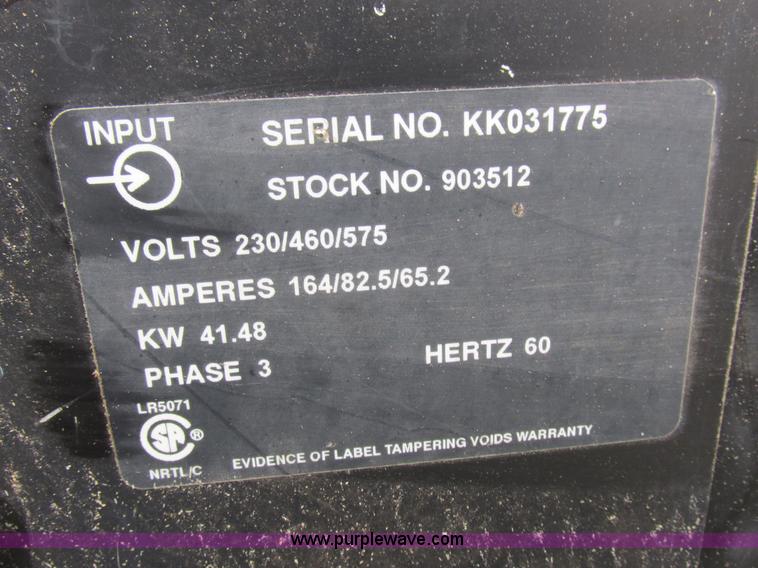 INPUT
SERIAL NO. KK031775
STOCK NO. 903512
VOLTS 230/460/575
AMPERES 164/82.5/65.2
KW 41.48
HERTZ 60
PHASE 3
LR5071
SA ®
NRTL/C
EVIDENCE OF LABEL TAMPERING VOIDS WARRANTY
www.purplewave.com